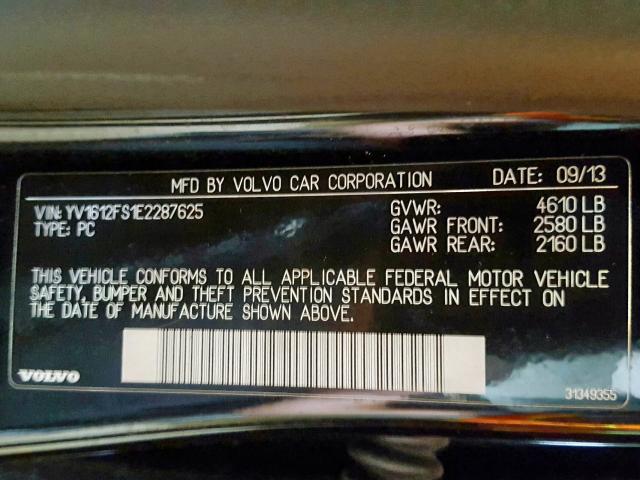 MFD BY VOLVO CAR CORPORATION DATE: 09/13
VIN: YV1612FS1E2287625 GVWR: 4610 LB
TYPE: PC GAWR FRONT: 2580 LB
GAWR REAR: 2160 LB
THIS VEHICLE CONFORMS TO ALL APPLICABLE FEDERAL MOTOR VEHICLE
SAFETY, BUMPER AND THEFT PREVENTION STANDARDS IN EFFECT ON
THE DATE OF MANUFACTURE SHOWN ABOVE.
VOLVO 31349355